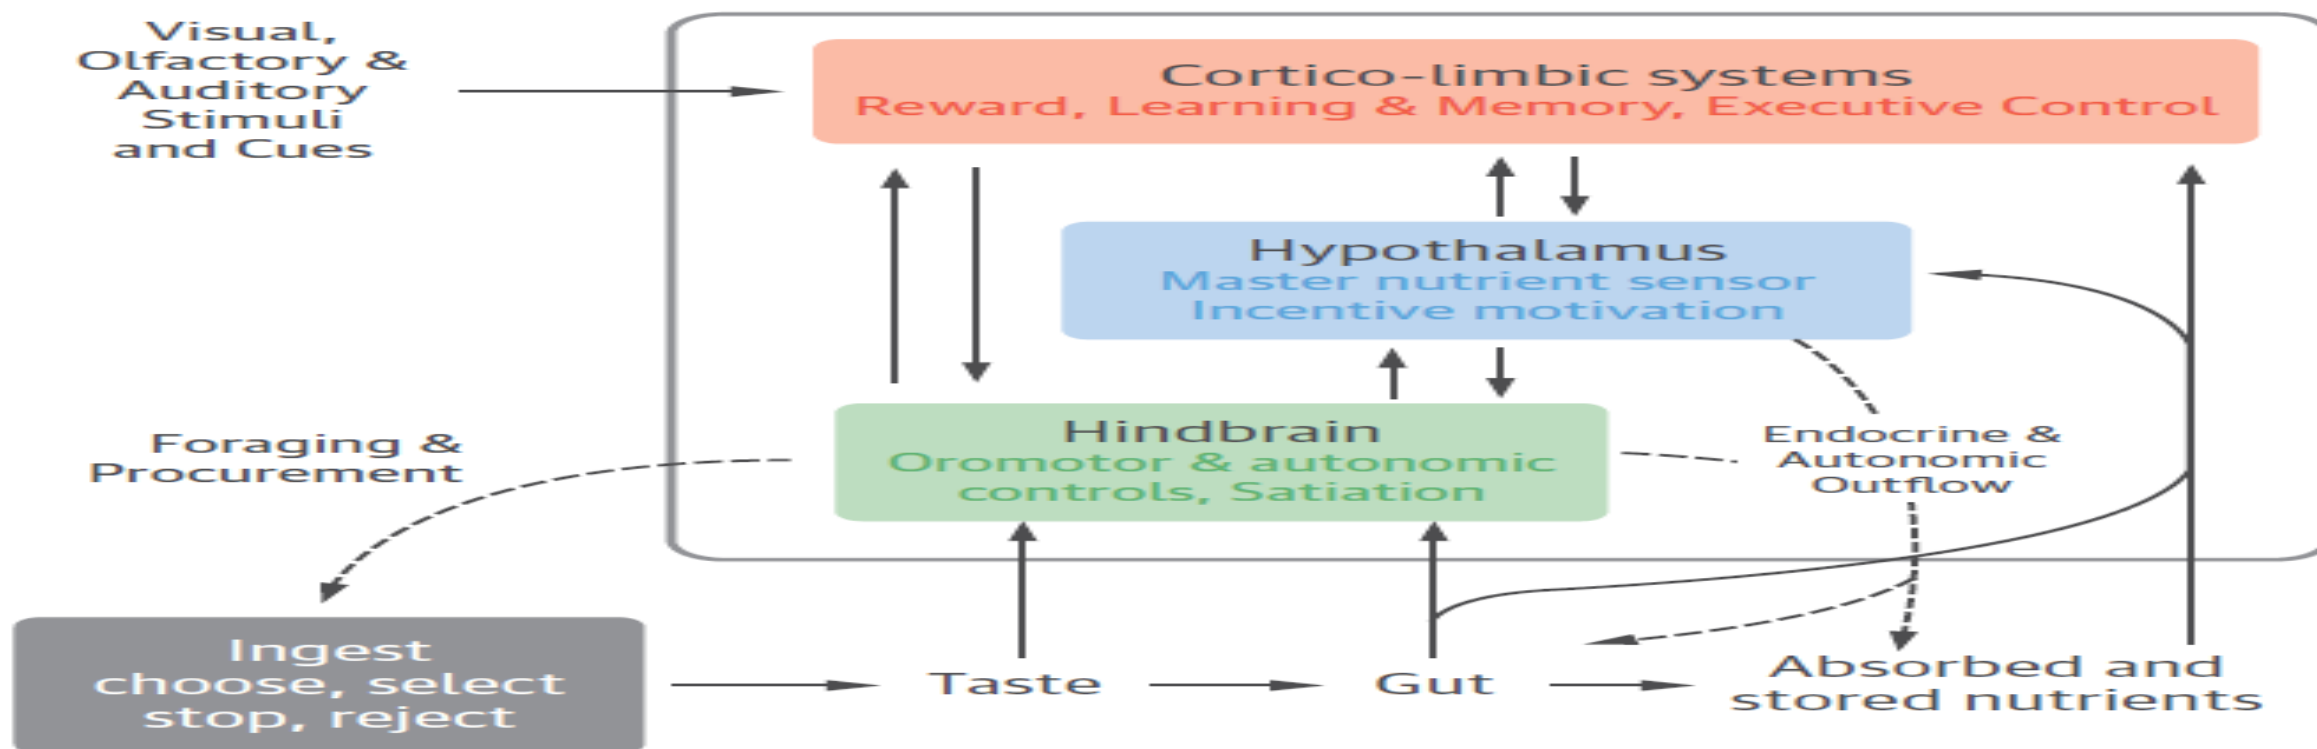 Visual,
Olfactory &
Auditory
Stimuli
and Cues
Cortico-limbic systems
Reward, Learning & Memory, Executive Control
Hypothalamus
Master nutrient sensor
Incentive motivation
Foraging &
Procurement
Hindbrain
Oromotor & autonomic
controls, Satiation
Endocrine &
Autonomic
Outflow
Ingest
choose, select
stop, reject
Taste
Gut
Absorbed and
stored nutrients